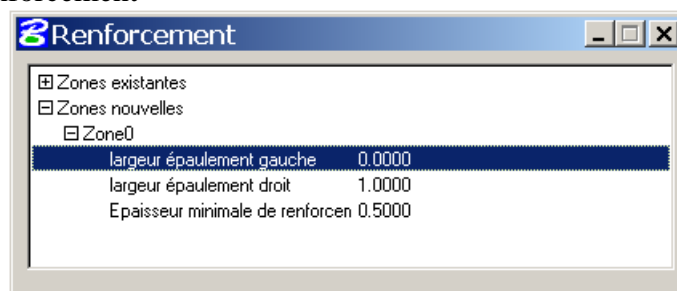 Renforcement
Zones existantes
Zones nouvelles
Zone0
largeur épaulement gauche 0.0000
largeur épaulement droit 1.0000
Epaisseur minimale de renforcen 0.5000